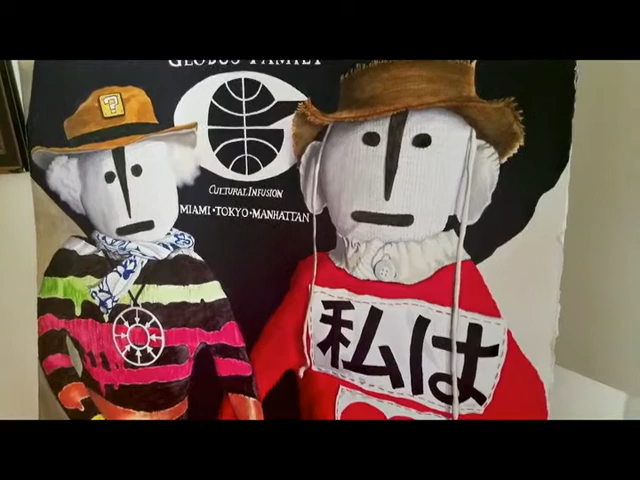 GLOBUS FAMILY
CULTURAL INFUSION
MIAMI•TOKYO•MANHATTAN
?
私は